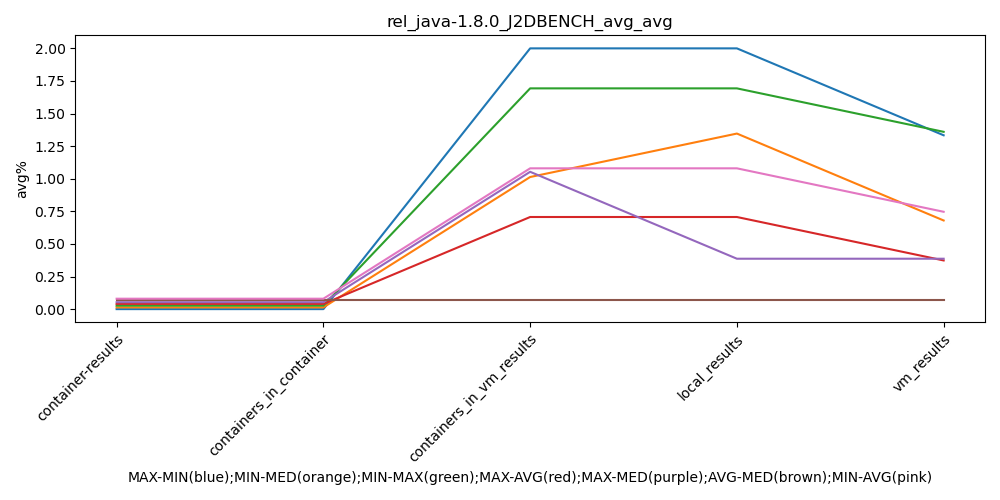 rel_java-1.8.0_J2DBENCH_avg_avg
2.00
1.75
1.50
1.25
1.00
0.75
0.50
0.25
0.00
avg%
container-results
containers_in_container
containers_in_vm_results
local_results
vm_results
MAX-MIN(blue);MIN-MED(orange);MIN-MAX(green);MAX-AVG(red);MAX-MED(purple);AVG-MED(brown);MIN-AVG(pink)